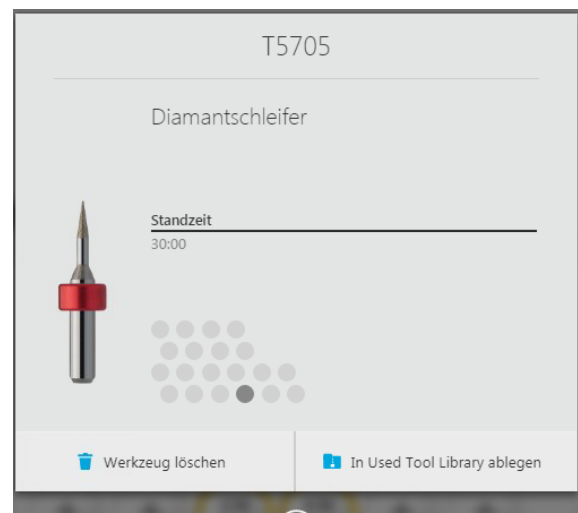 T5705
Diamantschleifer
Standzeit
30:00
Werkzeug löschen
In Used Tool Library ablegen